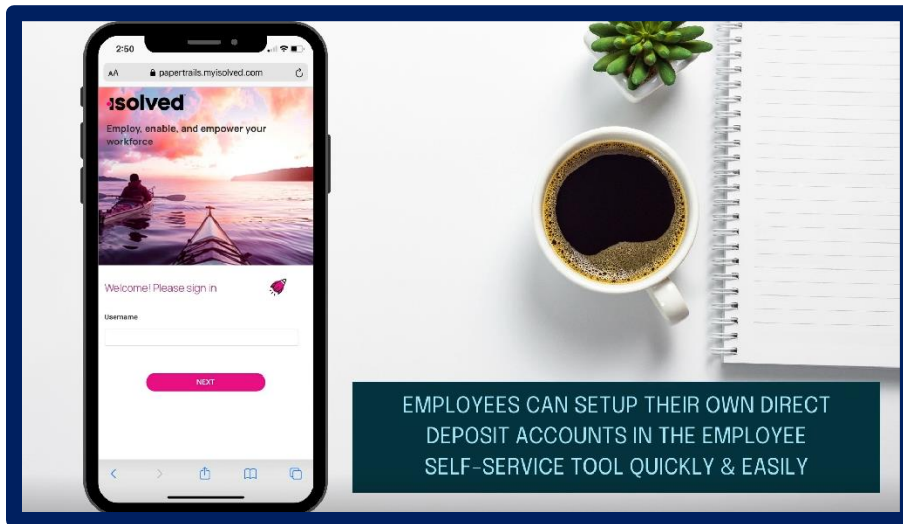 2:50
AA papertrails.myisolved.com
isolved
Employ, enable, and empower your
workforce
Welcome! Please sign in
Username
NEXT
EMPLOYEES CAN SETUP THEIR OWN DIRECT
DEPOSIT ACCOUNTS IN THE EMPLOYEE
SELF-SERVICE TOOL QUICKLY & EASILY